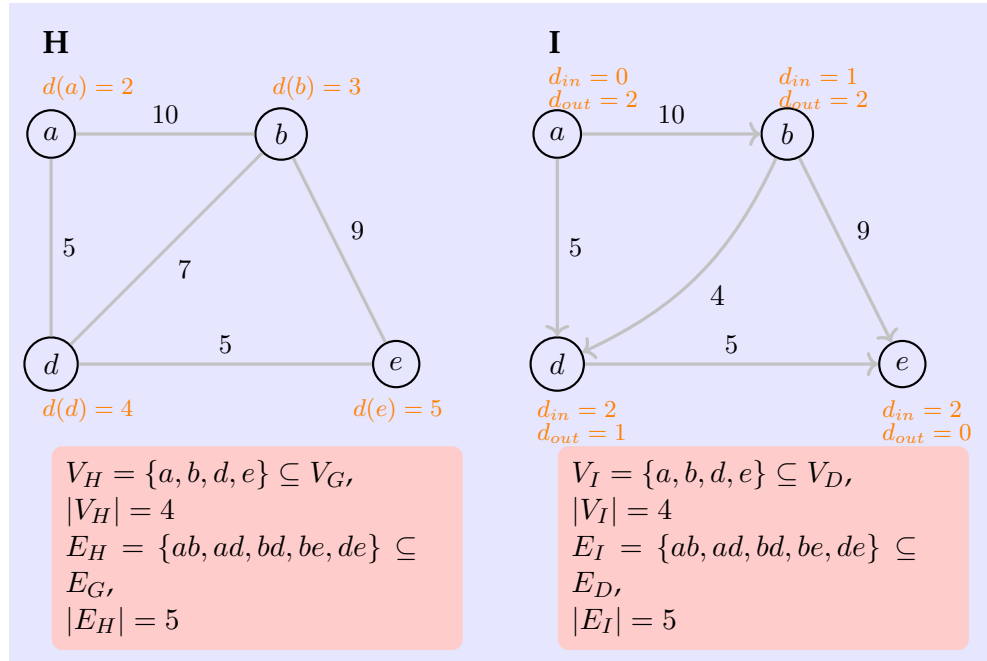 H
d(a) = 2
d(b) = 3
a
10
b
5
7
9
d
5
e
d(d) = 4
d(e) = 5
V_H = {a, b, d, e} ⊆ V_G,
|V_H| = 4
E_H = {ab, ad, bd, be, de} ⊆
E_G,
|E_H| = 5
I
d_in = 0
d_out = 2
d_in = 1
d_out = 2
a
10
b
5
4
9
d
5
e
d_in = 2
d_out = 1
d_in = 2
d_out = 0
V_I = {a, b, d, e} ⊆ V_D,
|V_I| = 4
E_I = {ab, ad, bd, be, de} ⊆
E_D,
|E_I| = 5